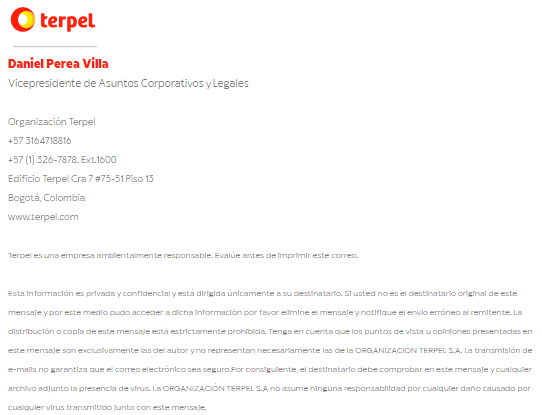 terpel
Daniel Perea Villa
Vicepresidente de Asuntos Corporativos y Legales
Organización Terpel
+57 3164718816
+57 (1) 326-7878. Ext.1600
Edificio Terpel Cra 7 #75-51 Piso 13
Bogotá, Colombia
www.terpel.com
Terpel es una empresa ambientalmente responsable. Evalúe antes de imprimir este correo.
Esta información es privada y confidencial y está dirigida únicamente a su destinatario. Si usted no es el destinatario original de este
mensaje y por este medio pudo acceder a dicha información por favor elimine el mensaje y notifique el envío erróneo al remitente. La
distribución o copia de este mensaje está estrictamente prohibida. Tenga en cuenta que los puntos de vista u opiniones presentadas en
este mensaje son exclusivamente las del autor y no representan necesariamente las de la ORGANIZACIÓN TERPEL S.A. La transmisión de
e-mails no garantiza que el correo electrónico sea seguro.Por consiguiente, el destinatario debe comprobar en este mensaje y cualquier
archivo adjunto la presencia de virus. La ORGANIZACIÓN TERPEL S.A no asume ninguna responsabilidad por cualquier daño causado por
cualquier virus transmitido junto con este mensaje.